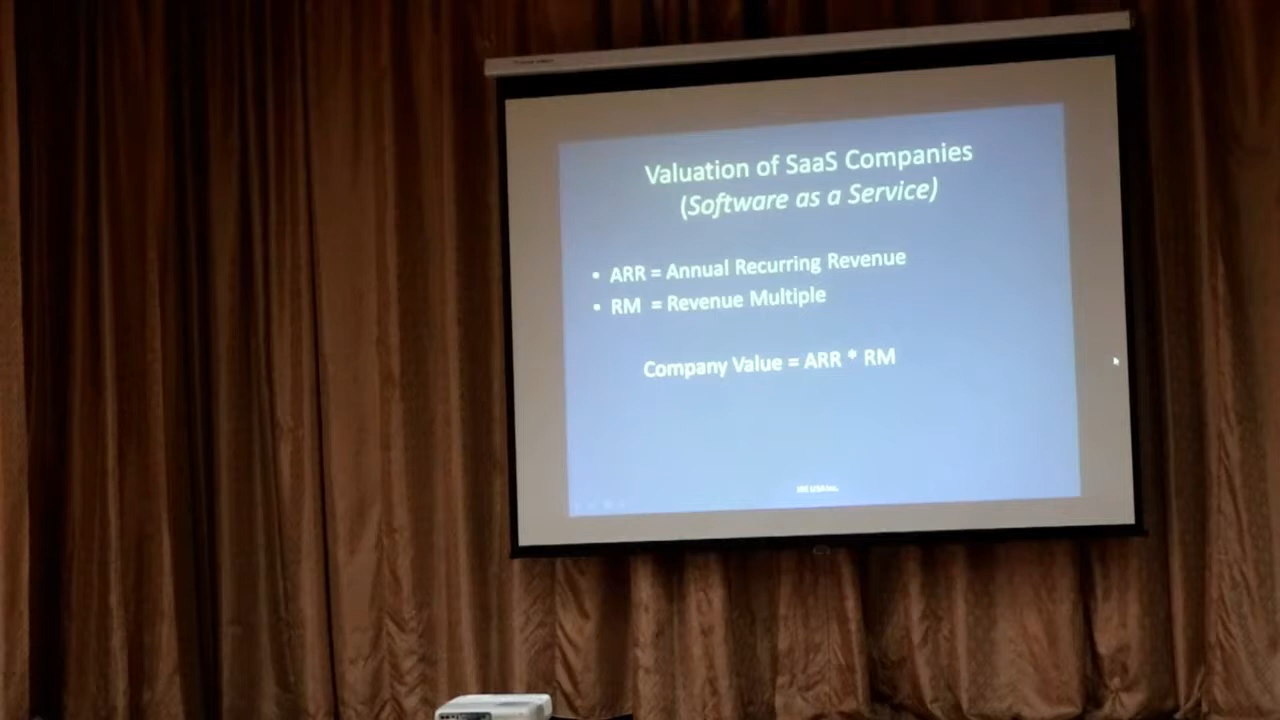 Valuation of SaaS Companies
(Software as a Service)
• ARR = Annual Recurring Revenue
• RM = Revenue Multiple
Company Value = ARR * RM